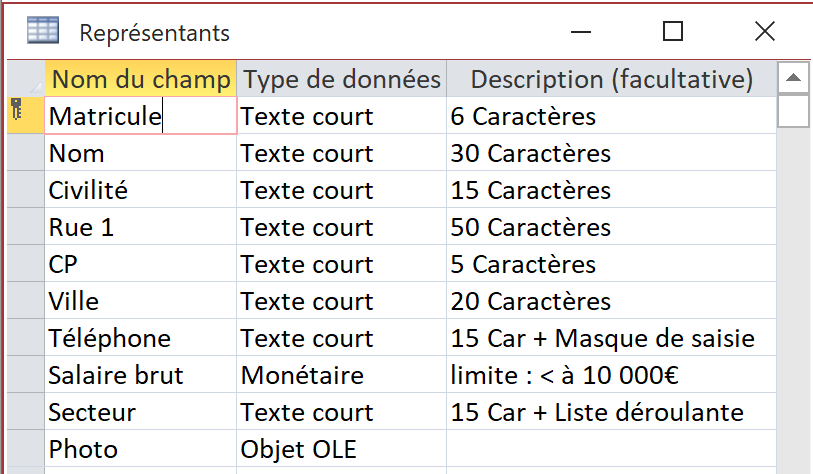 Représentants
Nom du champ Type de données Description (facultative)
Matricule Texte court 6 Caractères
Nom Texte court 30 Caractères
Civilité Texte court 15 Caractères
Rue 1 Texte court 50 Caractères
CP Texte court 5 Caractères
Ville Texte court 20 Caractères
Téléphone Texte court 15 Car + Masque de saisie
Salaire brut Monétaire limite : < à 10 000€
Secteur Texte court 15 Car + Liste déroulante
Photo Objet OLE